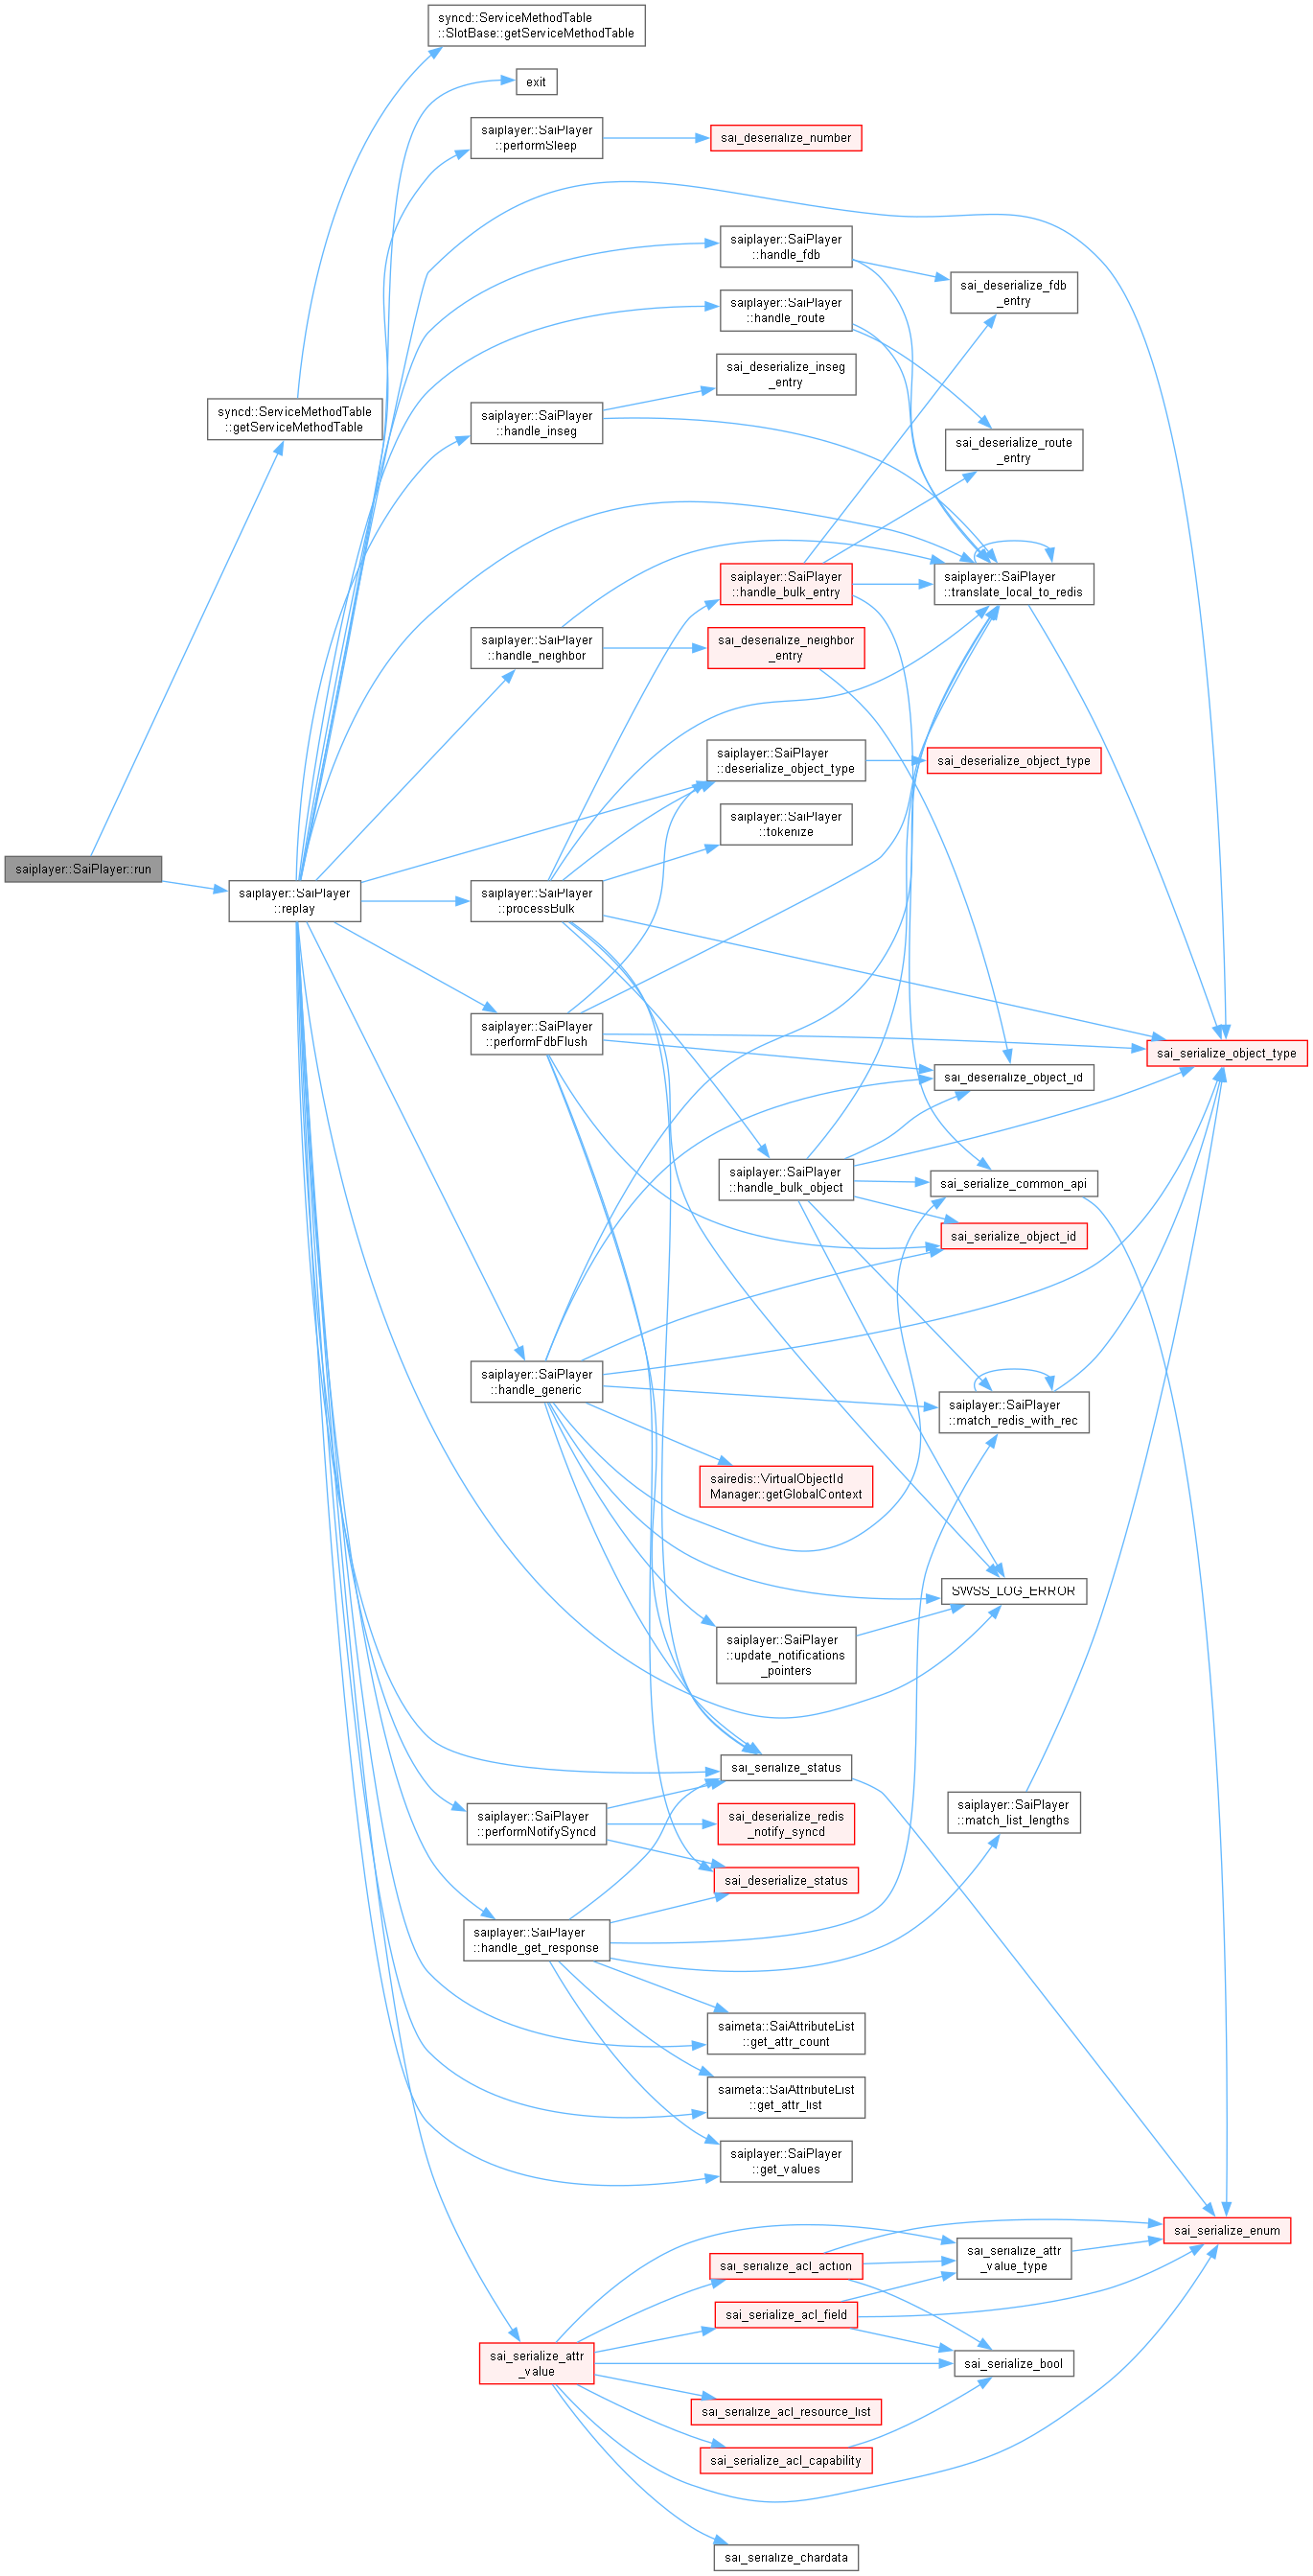 syncd::ServiceMethodTable
::SlotBase::getServiceMethodTable
exit
saiplayer::SaiPlayer
::performSleep
sai_deserialize_number
saiplayer::SaiPlayer
::handle_fdb
sai_deserialize_fdb
_entry
saiplayer::SaiPlayer
::handle_route
sai_deserialize_inseg
_entry
syncd::ServiceMethodTable
::getServiceMethodTable
saiplayer::SaiPlayer
::handle_inseg
sai_deserialize_route
_entry
saiplayer::SaiPlayer
::handle_bulk_entry
saiplayer::SaiPlayer
::translate_local_to_redis
saiplayer::SaiPlayer
::handle_neighbor
sai_deserialize_neighbor
_entry
saiplayer::SaiPlayer
::deserialize_object_type
sai_deserialize_object_type
saiplayer::SaiPlayer
::tokenize
saiplayer::SaiPlayer::run
saiplayer::SaiPlayer
::replay
saiplayer::SaiPlayer
::processBulk
saiplayer::SaiPlayer
::performFdbFlush
sai_serialize_object_type
sai_deserialize_object_id
saiplayer::SaiPlayer
::handle_bulk_object
sai_serialize_common_api
sai_serialize_object_id
saiplayer::SaiPlayer
::handle_generic
saiplayer::SaiPlayer
::match_redis_with_rec
sairedis::VirtualObjectId
Manager::getGlobalContext
SWSS_LOG_ERROR
saiplayer::SaiPlayer
::update_notifications
_pointers
sai_serialize_status
saiplayer::SaiPlayer
::match_list_lengths
saiplayer::SaiPlayer
::performNotifySyncd
sai_deserialize_redis
_notify_syncd
sai_deserialize_status
saiplayer::SaiPlayer
::handle_get_response
saimeta::SaiAttributeList
::get_attr_count
saimeta::SaiAttributeList
::get_attr_list
saiplayer::SaiPlayer
::get_values
sai_serialize_enum
sai_serialize_attr
_value_type
sai_serialize_acl_action
sai_serialize_acl_field
sai_serialize_attr
_value
sai_serialize_bool
sai_serialize_acl_resource_list
sai_serialize_acl_capability
sai_serialize_chardata